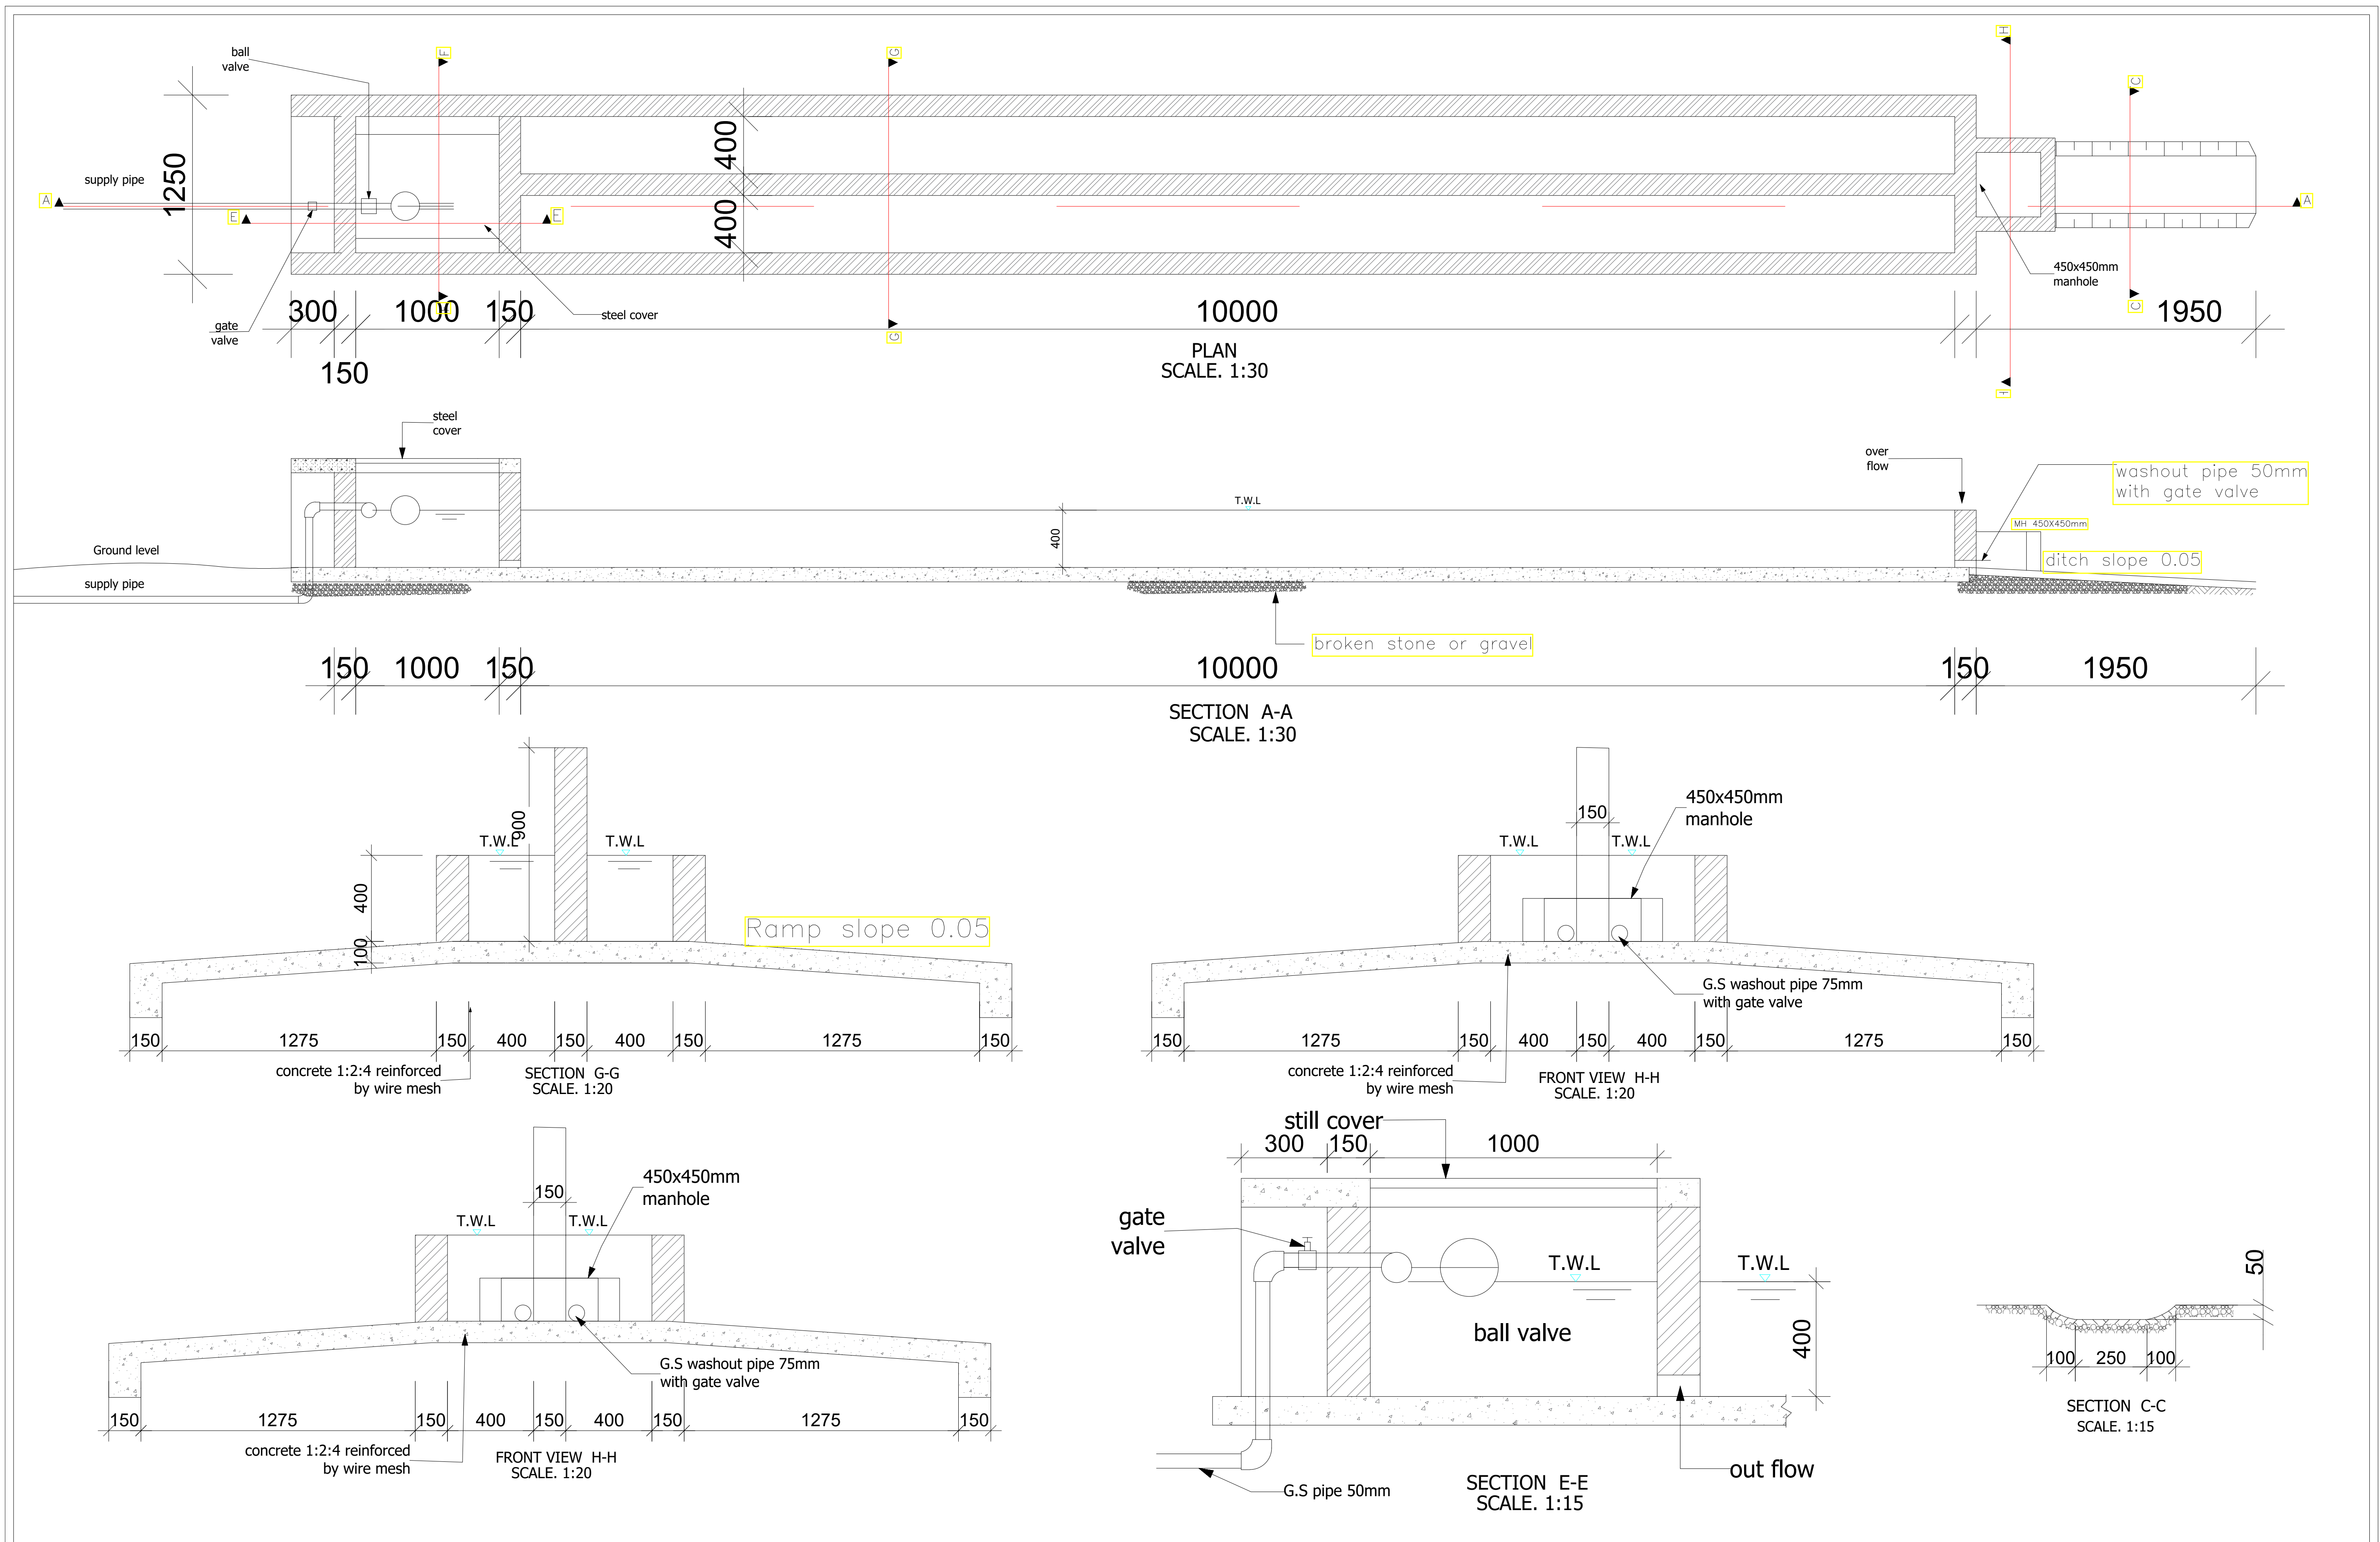 ball
valve
F
G
H
C
400
1250
supply pipe
A
E
E
A
400
450x450mm
manhole
C
300
1000
150
steel cover
10000
1950
gate
valve
G
150
PLAN
SCALE. 1:30
steel
cover
over
flow
washout pipe 50mm
with gate valve
T.W.L
MH 450X450mm
400
Ground level
ditch slope 0.05
supply pipe
broken stone or gravel
150
1000
150
10000
150
1950
SECTION A-A
SCALE. 1:30
900
T.W.L
T.W.L
400
100
Ramp slope 0.05
150
1275
150
400
150
400
150
1275
150
concrete 1:2:4 reinforced
by wire mesh
SECTION G-G
SCALE. 1:20
450x450mm
manhole
150
T.W.L
T.W.L
G.S washout pipe 75mm
with gate valve
150
1275
150
400
150
400
150
1275
150
concrete 1:2:4 reinforced
by wire mesh
FRONT VIEW H-H
SCALE. 1:20
450x450mm
manhole
150
T.W.L
T.W.L
G.S washout pipe 75mm
with gate valve
150
1275
150
400
150
400
150
1275
150
concrete 1:2:4 reinforced
by wire mesh
FRONT VIEW H-H
SCALE. 1:20
still cover
300
150
1000
gate
valve
T.W.L
T.W.L
ball valve
400
out flow
G.S pipe 50mm
SECTION E-E
SCALE. 1:15
50
100
250
100
SECTION C-C
SCALE. 1:15